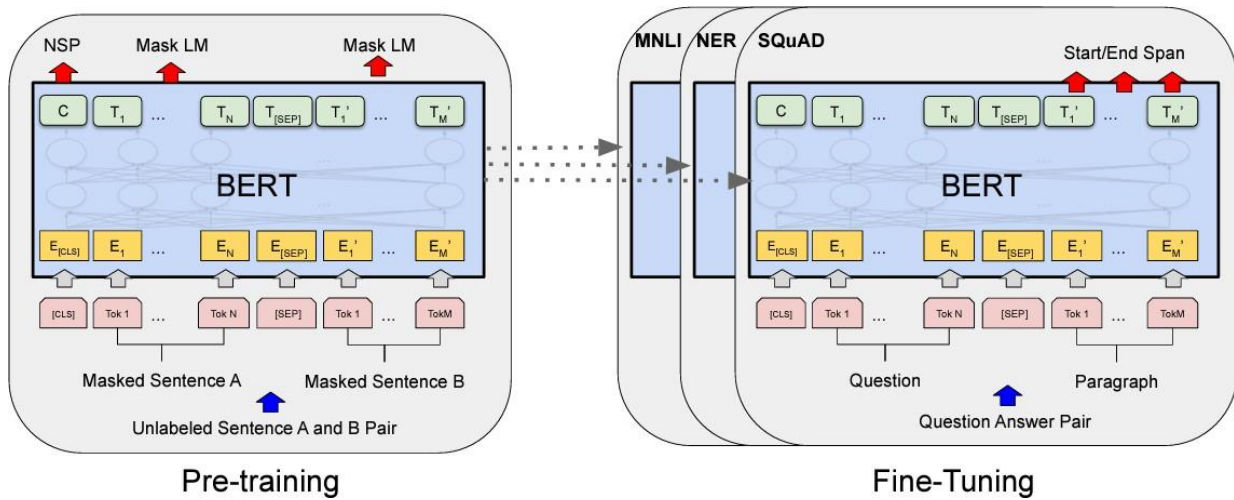 NSP Mask LM Mask LM
C T1 ... TN T[SEP] T1' ... TM'
BERT
E[CLS] E1 ... EN E[SEP] E1' ... EM'
[CLS] Tok 1 ... Tok N [SEP] Tok 1 ... TokM
Masked Sentence A Masked Sentence B
Unlabeled Sentence A and B Pair
Pre-training
MNLI NER SQuAD
Start/End Span
C T1 ... TN T[SEP] T1' ... TM'
BERT
E[CLS] E1 ... EN E[SEP] E1' ... EM'
[CLS] Tok 1 ... Tok N [SEP] Tok 1 ... TokM
Question Paragraph
Question Answer Pair
Fine-Tuning